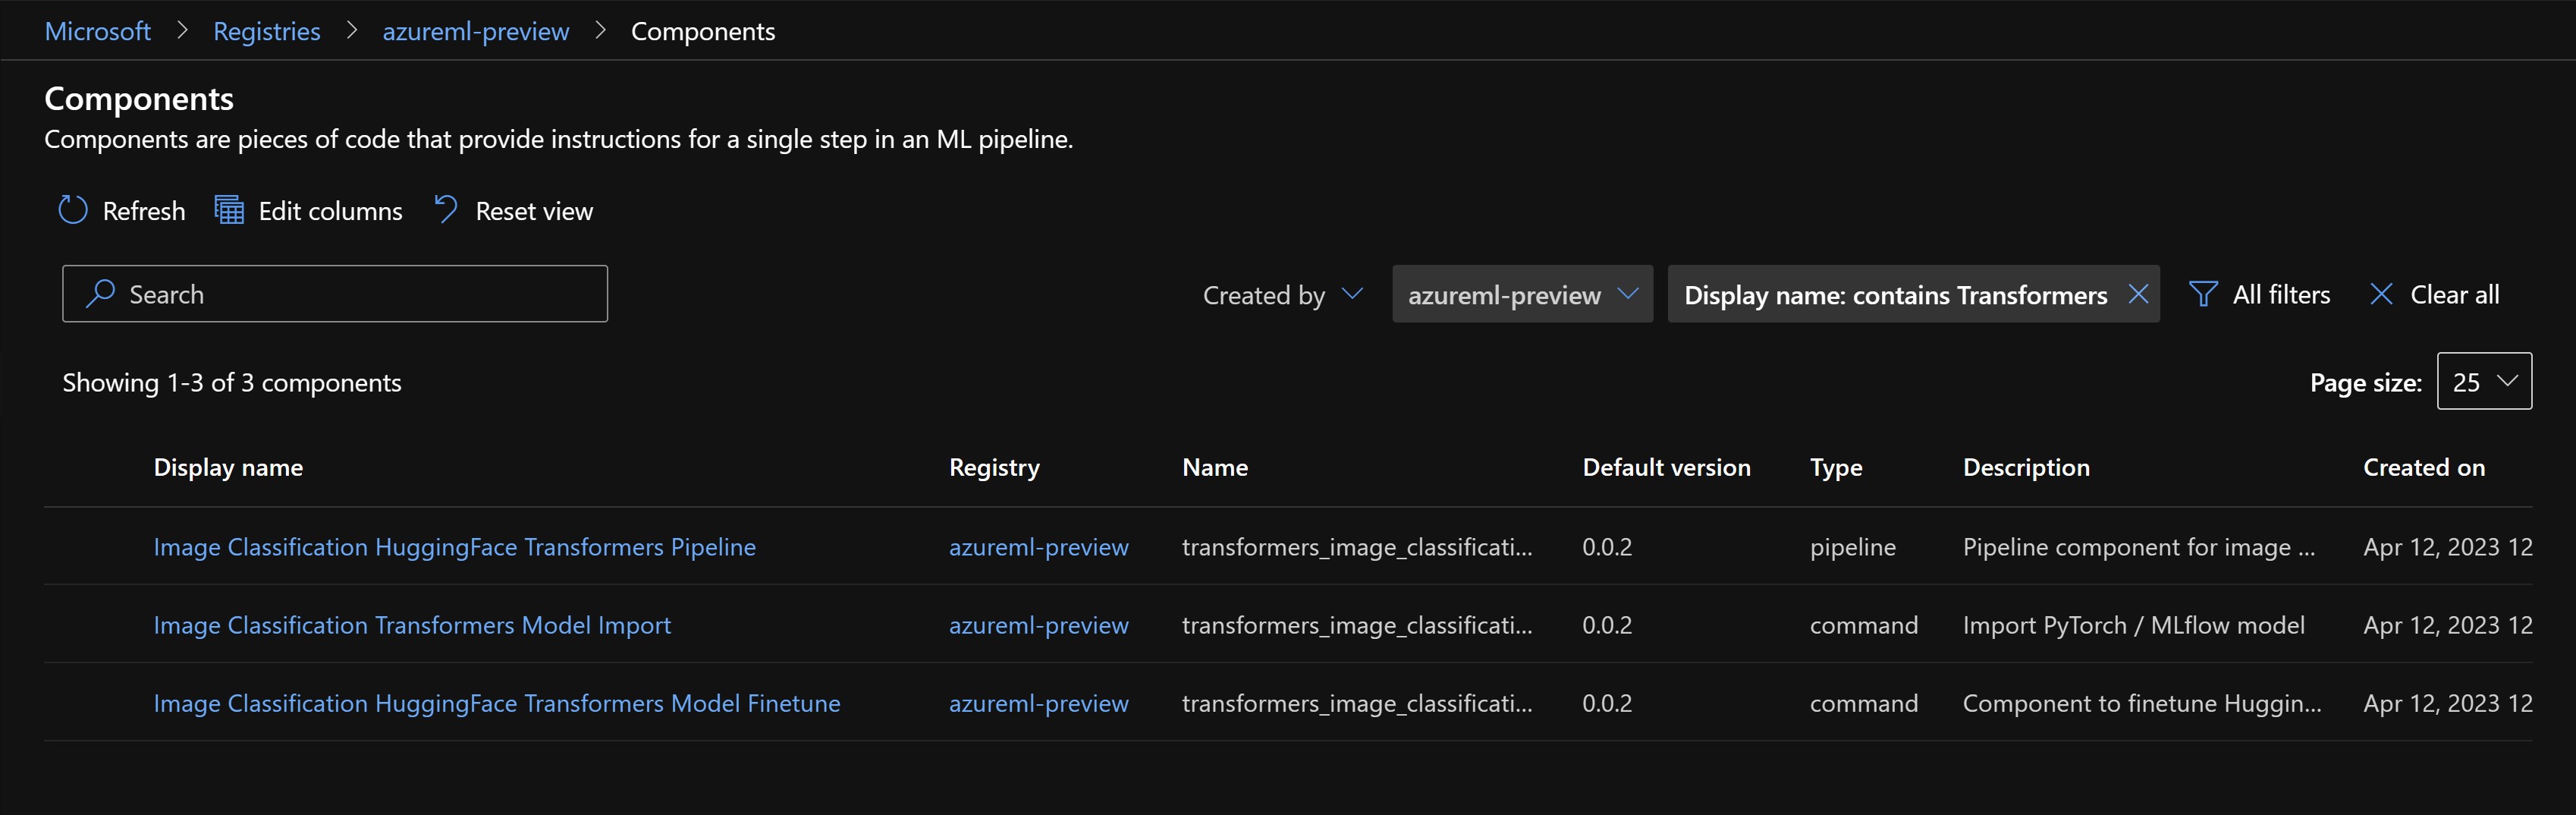 Microsoft > Registries > azureml-preview > Components
Components
Components are pieces of code that provide instructions for a single step in an ML pipeline.
Refresh Edit columns Reset view
Search Created by azureml-preview Display name: contains Transformers All filters Clear all
Showing 1-3 of 3 components Page size: 25
Display name Registry Name Default version Type Description Created on
Image Classification HuggingFace Transformers Pipeline azureml-preview transformers_image_classificati... 0.0.2 pipeline Pipeline component for image ... Apr 12, 2023 12
Image Classification Transformers Model Import azureml-preview transformers_image_classificati... 0.0.2 command Import PyTorch / MLflow model Apr 12, 2023 12
Image Classification HuggingFace Transformers Model Finetune azureml-preview transformers_image_classificati... 0.0.2 command Component to finetune Huggin... Apr 12, 2023 12